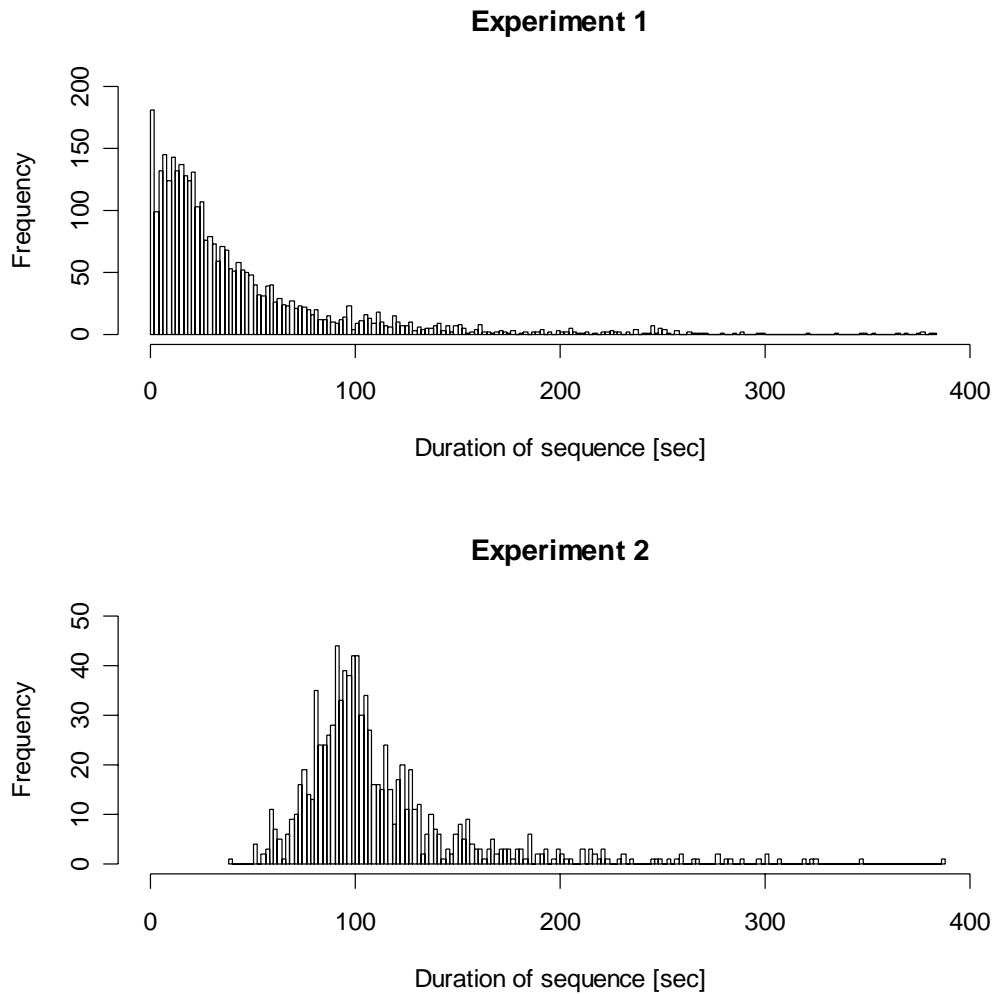 Experiment 1
200
150
100
50
0
Frequency
0 100 200 300 400
Duration of sequence [sec]
Experiment 2
50
40
30
20
10
0
Frequency
0 100 200 300 400
Duration of sequence [sec]